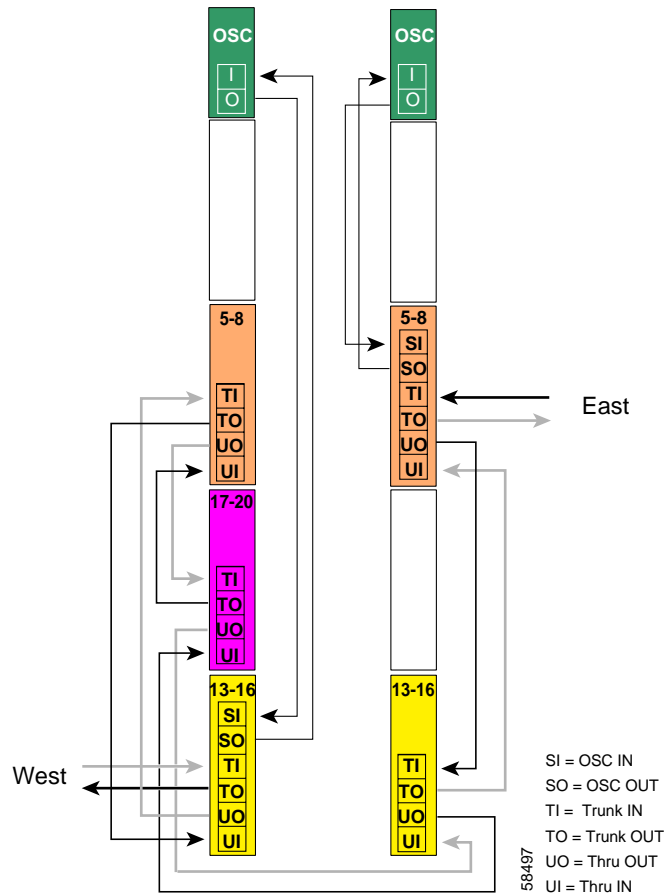 OSC
I
O
5-8
TI
TO
UO
UI
17-20
TI
TO
UO
UI
13-16
SI
SO
TI
TO
UO
UI
West
OSC
I
O
5-8
SI
SO
TI
TO
UO
UI
East
13-16
TI
TO
UO
UI
SI = OSC IN
SO = OSC OUT
TI = Trunk IN
TO = Trunk OUT
UO = Thru OUT
UI = Thru IN
58497